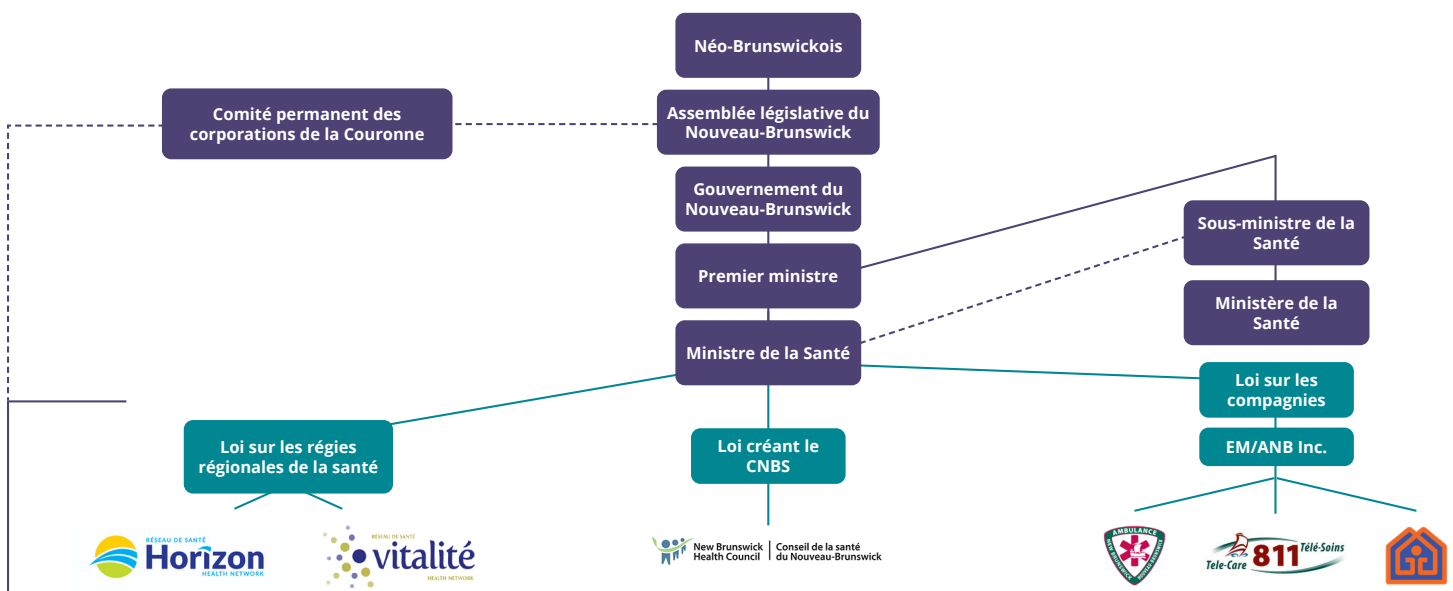 Néo-Brunswickois
Comité permanent des
corporations de la Couronne
Assemblée législative du
Nouveau-Brunswick
Gouvernement du
Nouveau-Brunswick
Sous-ministre de la
Santé
Premier ministre
Ministère de la
Santé
Ministre de la Santé
Loi sur les
compagnies
Loi sur les régies
régionales de la santé
Loi créant le
CNBS
EM/ANB Inc.
RÉSEAU DE SANTÉ
Horizon
HEALTH NETWORK
RÉSEAU DE SANTÉ
vitalité
HEALTH NETWORK
New Brunswick
Health Council
Conseil de la santé
du Nouveau-Brunswick
AMBULANCE
NEW BRUNSWICK
NOUVEAU-BRUNSWICK
Tele-Care 811 Télé-Soins